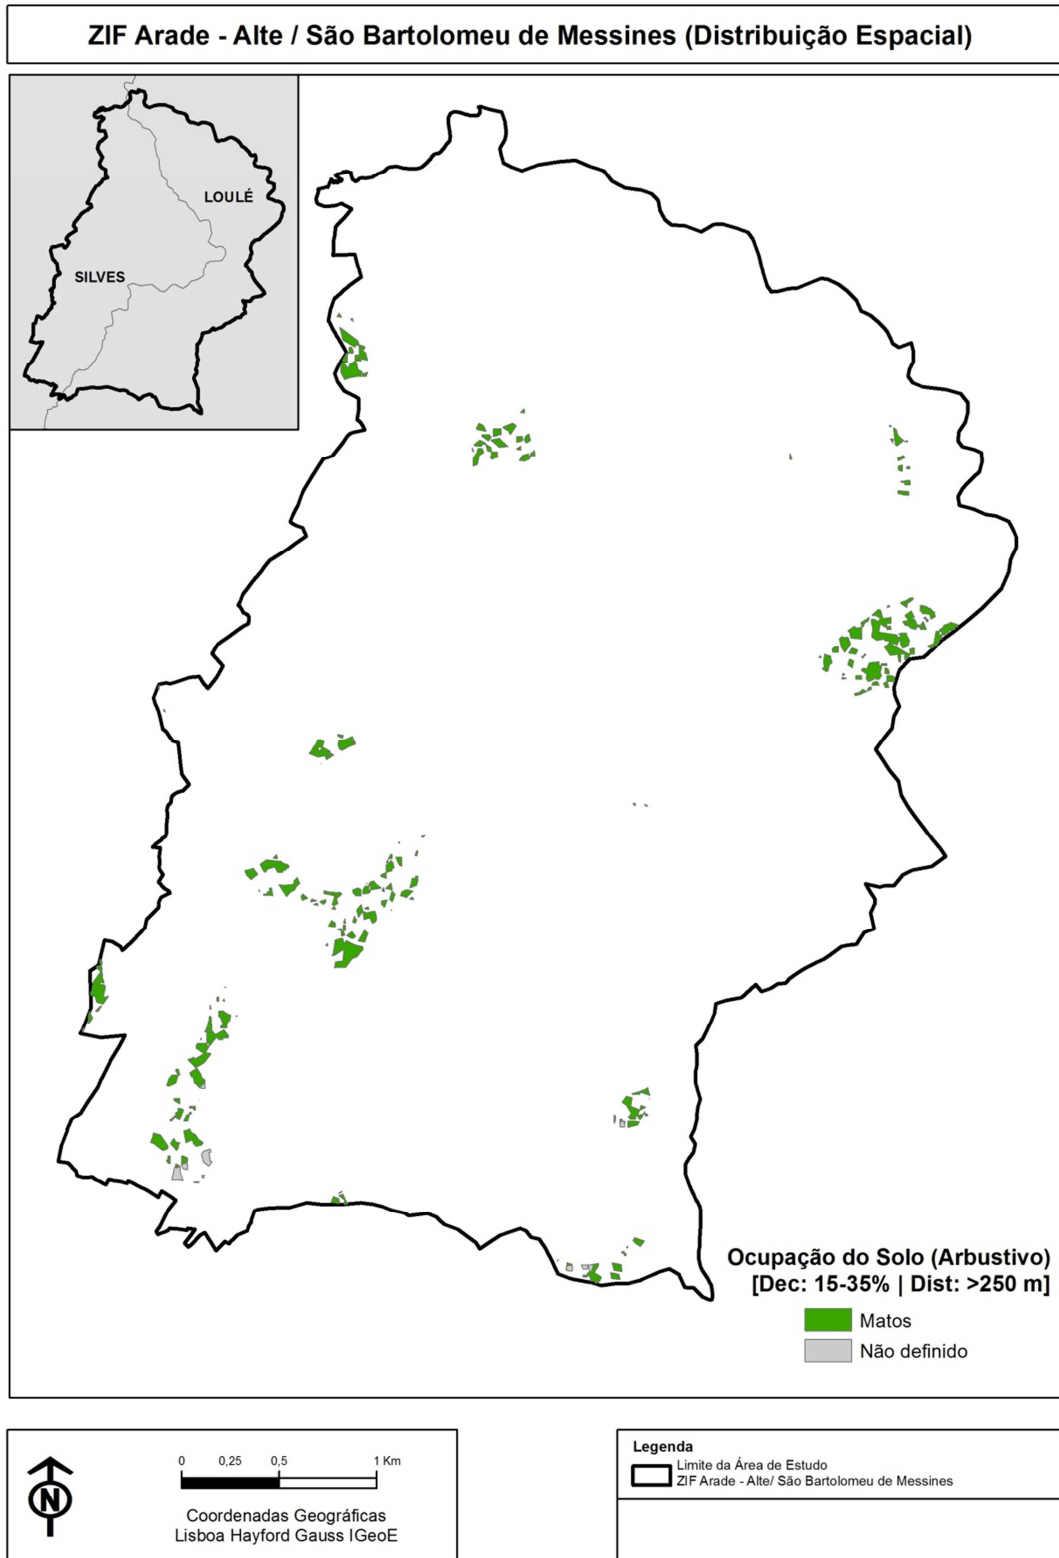 ZIF Arade - Alte / São Bartolomeu de Messines (Distribuição Espacial)
LOULÉ
SILVES
Ocupação do Solo (Arbustivo)
[Dec: 15-35% | Dist: >250 m]
Matos
Não definido
0 0,25 0,5 1 Km
N
Coordenadas Geográficas
Lisboa Hayford Gauss IGeoE
Legenda
Limite da Área de Estudo
ZIF Arade - Alte/ São Bartolomeu de Messines